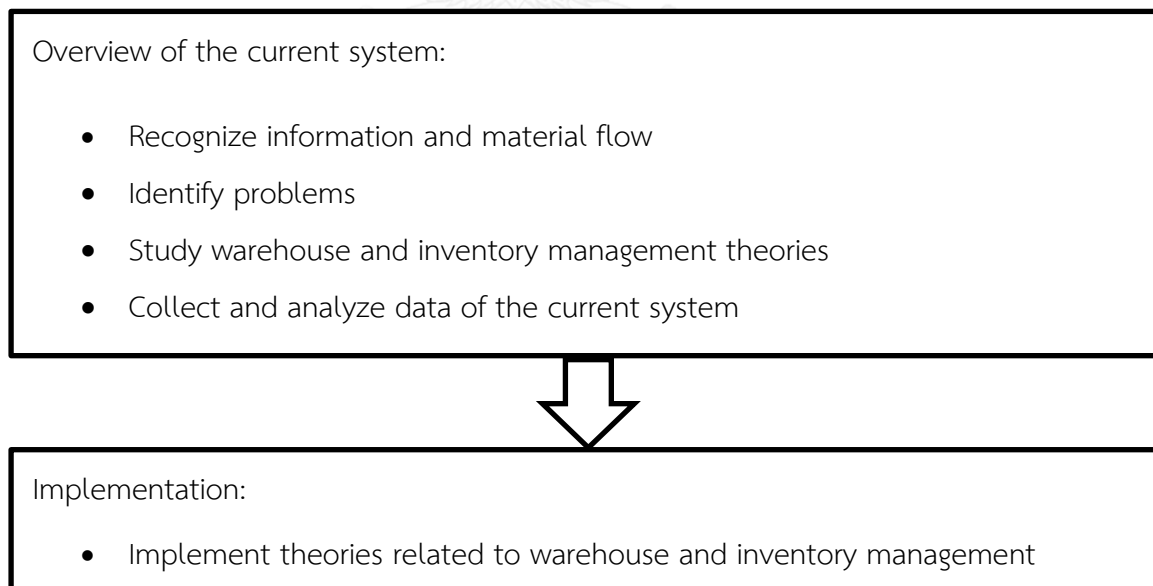 Overview of the current system:
• Recognize information and material flow
• Identify problems
• Study warehouse and inventory management theories
• Collect and analyze data of the current system
Implementation:
• Implement theories related to warehouse and inventory management